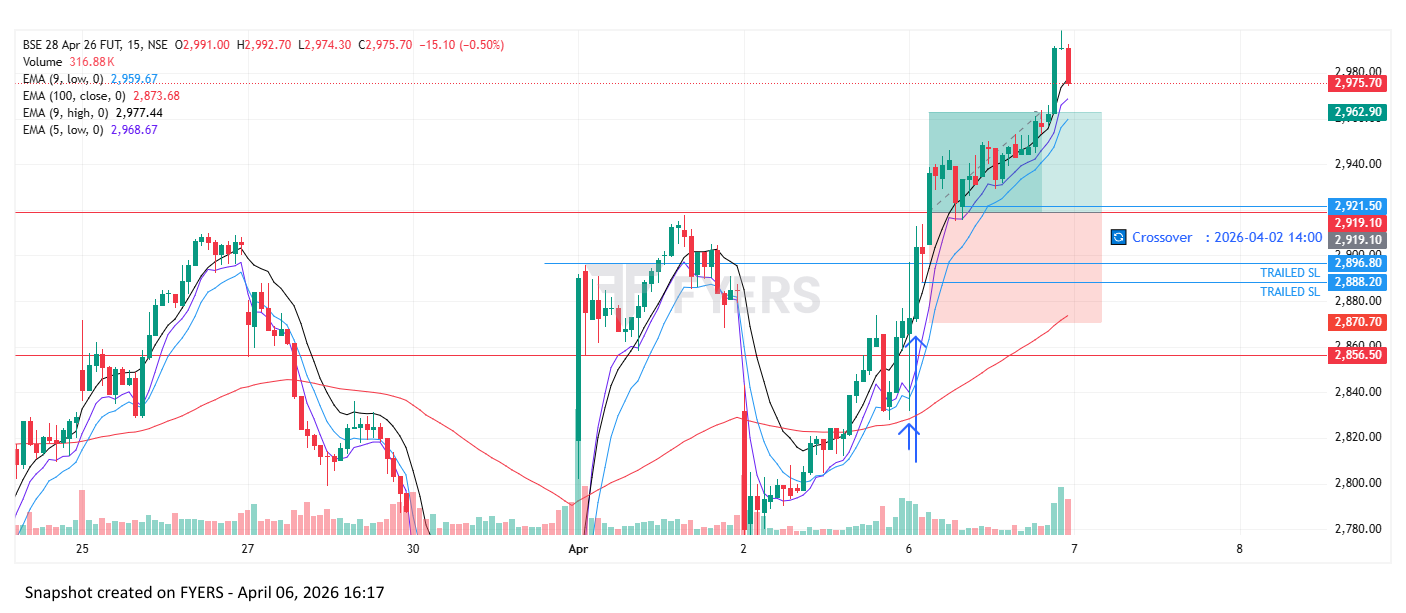 BSE 28 Apr 26 FUT, 15, NSE O2,991.00 H2,992.70 L2,974.30 C2,975.70 −15.10 (−0.50%)
Volume 316.88K
EMA (9, low, 0) 2,959.67
EMA (100, close, 0) 2,873.68
EMA (9, high, 0) 2,977.44
EMA (5, low, 0) 2,968.67
2,980.00
2,975.70
2,962.90
2,940.00
2,921.50
2,919.10
Crossover : 2026-04-02 14:00
2,919.10
2,896.80
TRAILED SL
2,888.20
TRAILED SL
2,880.00
FYERS
2,870.70
2,860.00
2,856.50
2,840.00
2,820.00
2,800.00
2,780.00
25 27 30 Apr 2 6 7 8
Snapshot created on FYERS - April 06, 2026 16:17